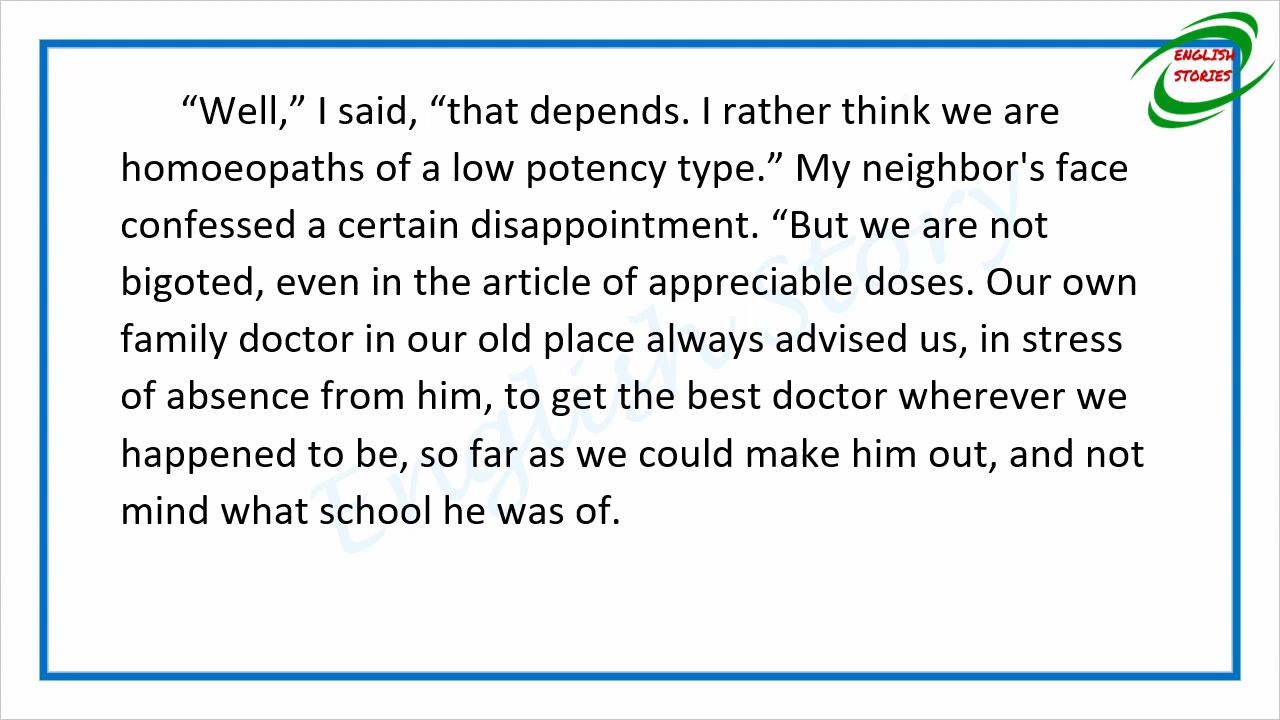 ENGLISH
STORIES
“Well,” I said, “that depends. I rather think we are
homoeopaths of a low potency type.” My neighbor's face
confessed a certain disappointment. “But we are not
bigoted, even in the article of appreciable doses. Our own
family doctor in our old place always advised us, in stress
of absence from him, to get the best doctor wherever we
happened to be, so far as we could make him out, and not
mind what school he was of.
English Story